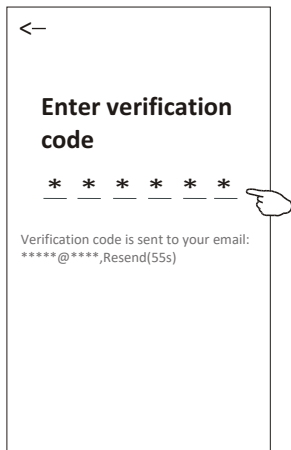 <–
Enter verification
code
* * * * * *
Verification code is sent to your email:
*****@****,Resend(55s)